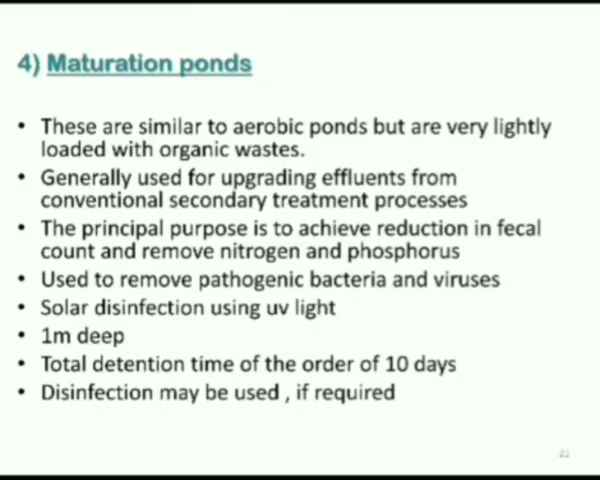 4) Maturation ponds
• These are similar to aerobic ponds but are very lightly
loaded with organic wastes.
• Generally used for upgrading effluents from
conventional secondary treatment processes
• The principal purpose is to achieve reduction in fecal
count and remove nitrogen and phosphorus
• Used to remove pathogenic bacteria and viruses
• Solar disinfection using uv light
• 1m deep
• Total detention time of the order of 10 days
• Disinfection may be used , if required